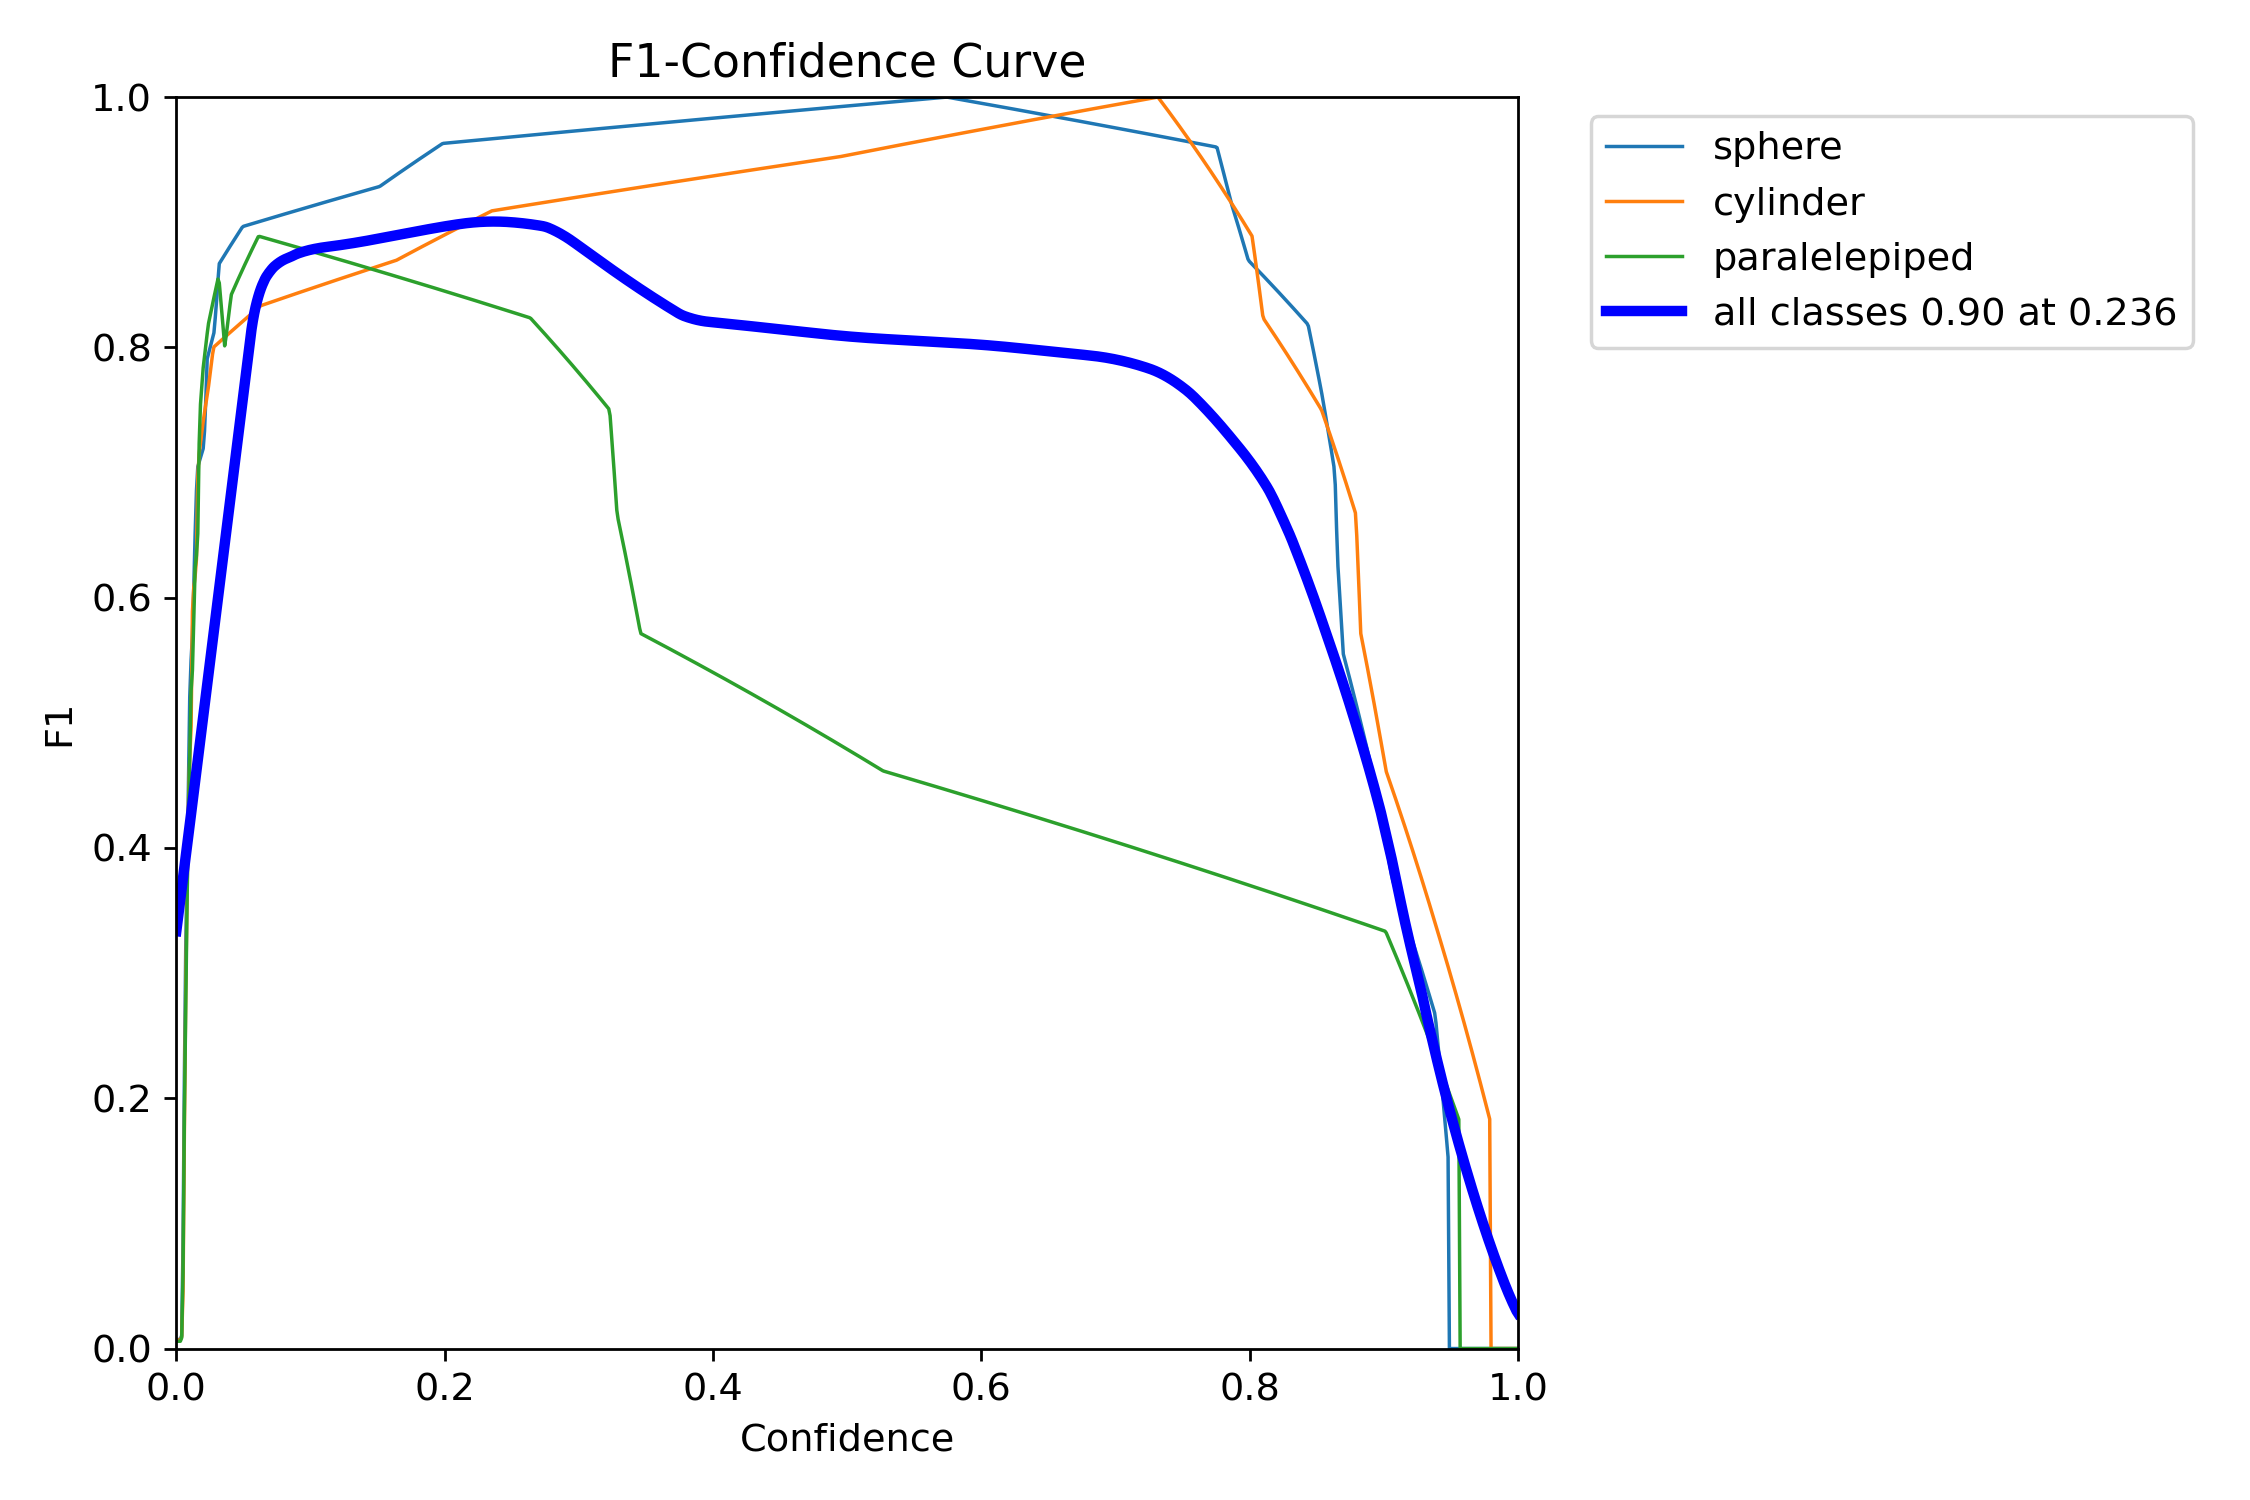 F1-Confidence Curve
1.0
0.8
0.6
0.4
0.2
0.0
F1
0.0 0.2 0.4 0.6 0.8 1.0
Confidence
sphere
cylinder
paralelepiped
all classes 0.90 at 0.236